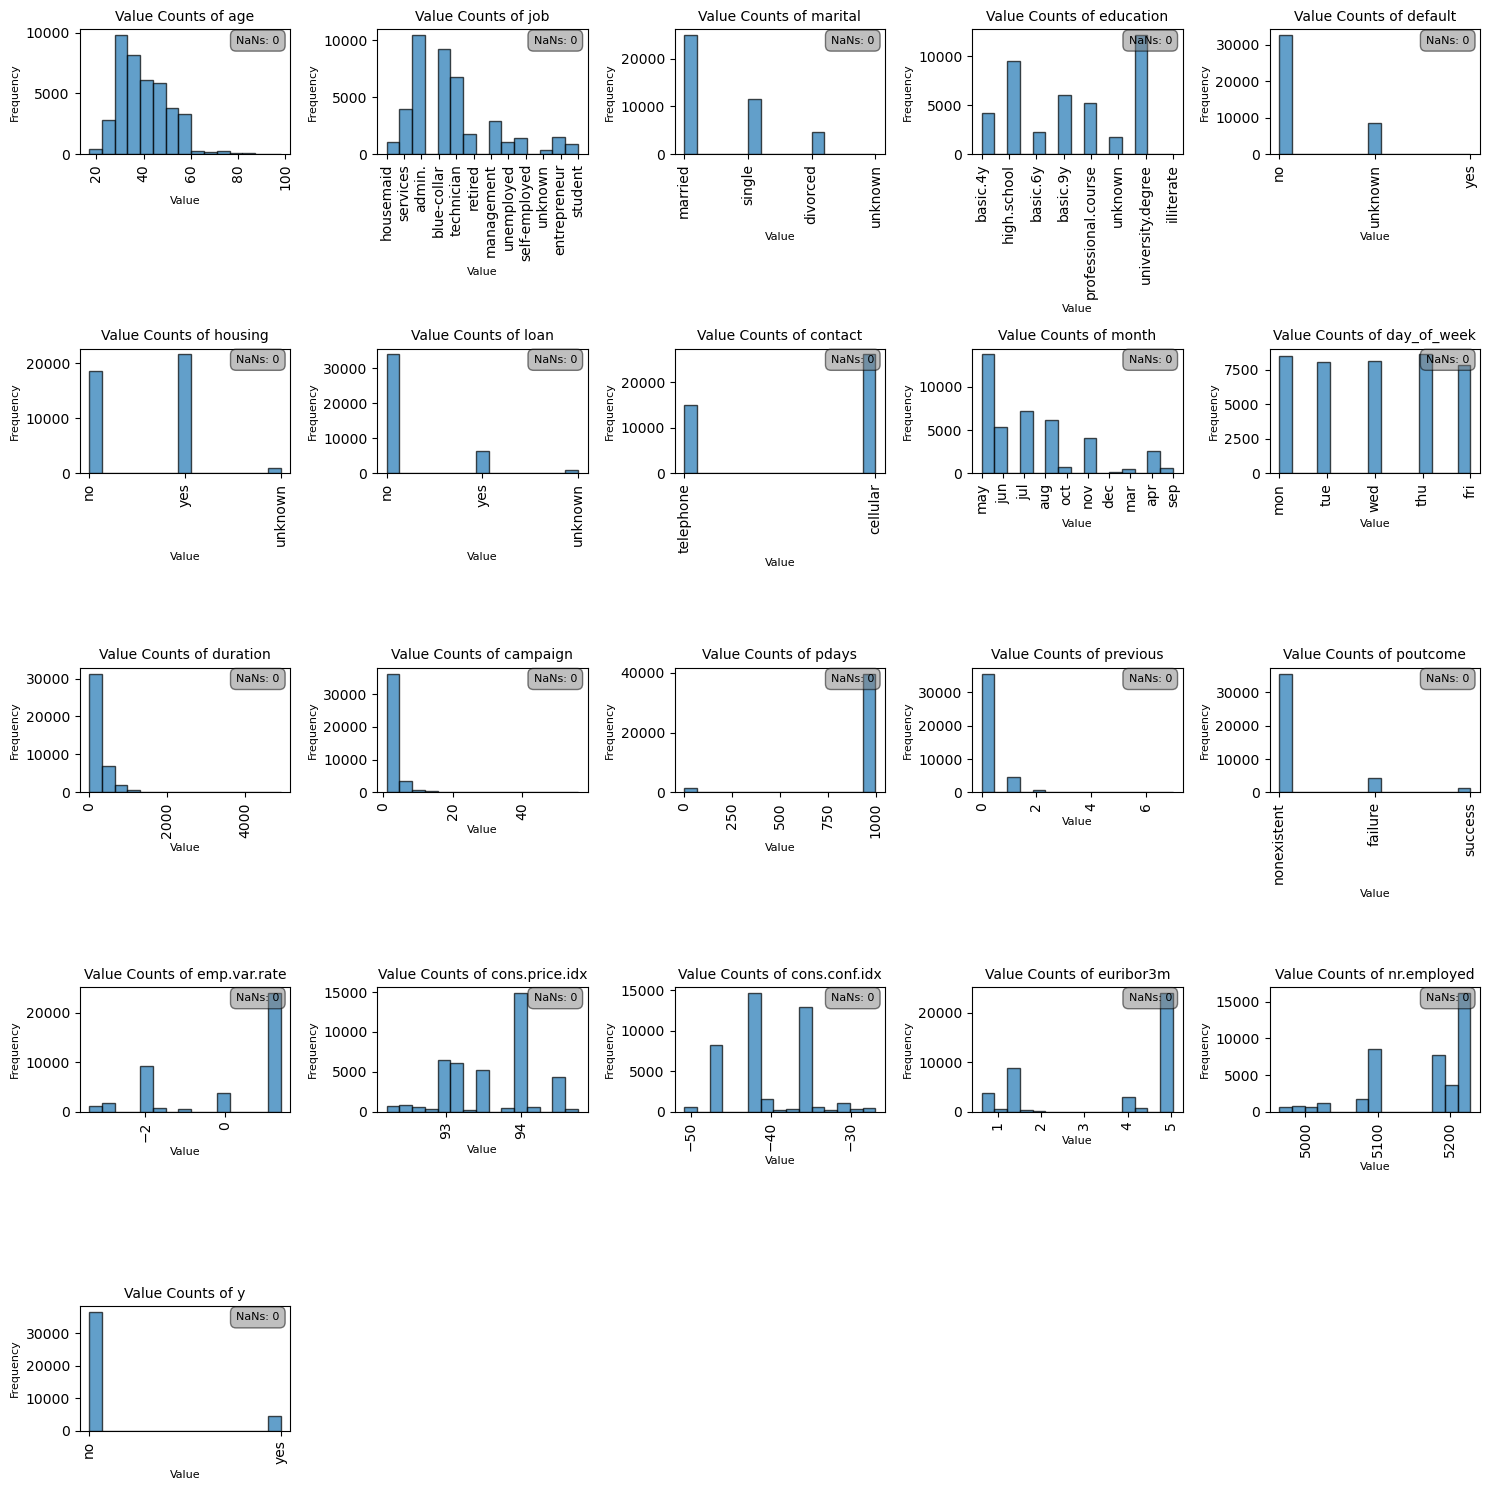 Value Counts of age
NaNs: 0
10000
5000
0
Frequency
20
40
60
80
100
Value
Value Counts of job
NaNs: 0
10000
5000
0
Frequency
housemaid
services
admin.
blue-collar
technician
retired
management
unemployed
self-employed
unknown
entrepreneur
student
Value
Value Counts of marital
NaNs: 0
20000
10000
0
Frequency
married
single
divorced
unknown
Value
Value Counts of education
NaNs: 0
10000
5000
0
Frequency
basic.4y
high.school
basic.6y
basic.9y
professional.course
unknown
university.degree
illiterate
Value
Value Counts of default
NaNs: 0
30000
20000
10000
0
Frequency
no
unknown
yes
Value
Value Counts of housing
NaNs: 0
20000
10000
0
Frequency
no
yes
unknown
Value
Value Counts of loan
NaNs: 0
30000
20000
10000
0
Frequency
no
yes
unknown
Value
Value Counts of contact
NaNs: 0
20000
10000
0
Frequency
telephone
cellular
Value
Value Counts of month
NaNs: 0
10000
5000
0
Frequency
may
jun
jul
aug
oct
nov
dec
mar
apr
sep
Value
Value Counts of day_of_week
NaNs: 0
7500
5000
2500
0
Frequency
mon
tue
wed
thu
fri
Value
Value Counts of duration
NaNs: 0
30000
20000
10000
0
Frequency
0
2000
4000
Value
Value Counts of campaign
NaNs: 0
30000
20000
10000
0
Frequency
0
20
40
Value
Value Counts of pdays
NaNs: 0
40000
20000
0
Frequency
0
250
500
750
1000
Value
Value Counts of previous
NaNs: 0
30000
20000
10000
0
Frequency
0
2
4
6
Value
Value Counts of poutcome
NaNs: 0
30000
20000
10000
0
Frequency
nonexistent
failure
success
Value
Value Counts of emp.var.rate
NaNs: 0
20000
10000
0
Frequency
−2
0
Value
Value Counts of cons.price.idx
NaNs: 0
15000
10000
5000
0
Frequency
93
94
Value
Value Counts of cons.conf.idx
NaNs: 0
15000
10000
5000
0
Frequency
−50
−40
−30
Value
Value Counts of euribor3m
NaNs: 0
20000
10000
0
Frequency
1
2
3
4
5
Value
Value Counts of nr.employed
NaNs: 0
15000
10000
5000
0
Frequency
5000
5100
5200
Value
Value Counts of y
NaNs: 0
30000
20000
10000
0
Frequency
no
yes
Value